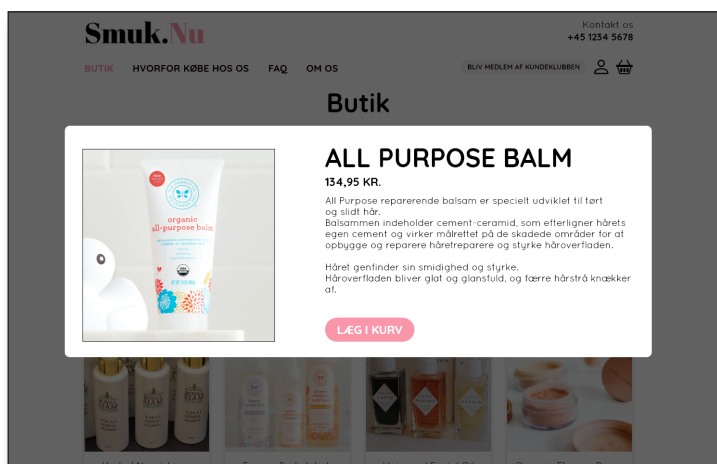 Smuk.Nu
Kontakt os
+45 1234 5678
BUTIK HVORFOR KØBE HOS OS FAQ OM OS
BLIV MEDLEM AF KUNDEKLUBBEN
Butik
ALL PURPOSE BALM
134,95 KR.
All Purpose reparerende balsam er specielt udviklet til tørt
og slidt hår.
Balsammen indeholder cement-ceramid, som efterligner hårets
egen cement og virker målrettet på de skadede områder for at
opbygge og reparere håretreparere og styrke håroverfladen.
Håret genfinder sin smidighed og styrke.
Håroverfladen bliver glat og glansfuld, og færre hårstrå knækker
af.
LÆG I KURV
organic
all-purpose balm